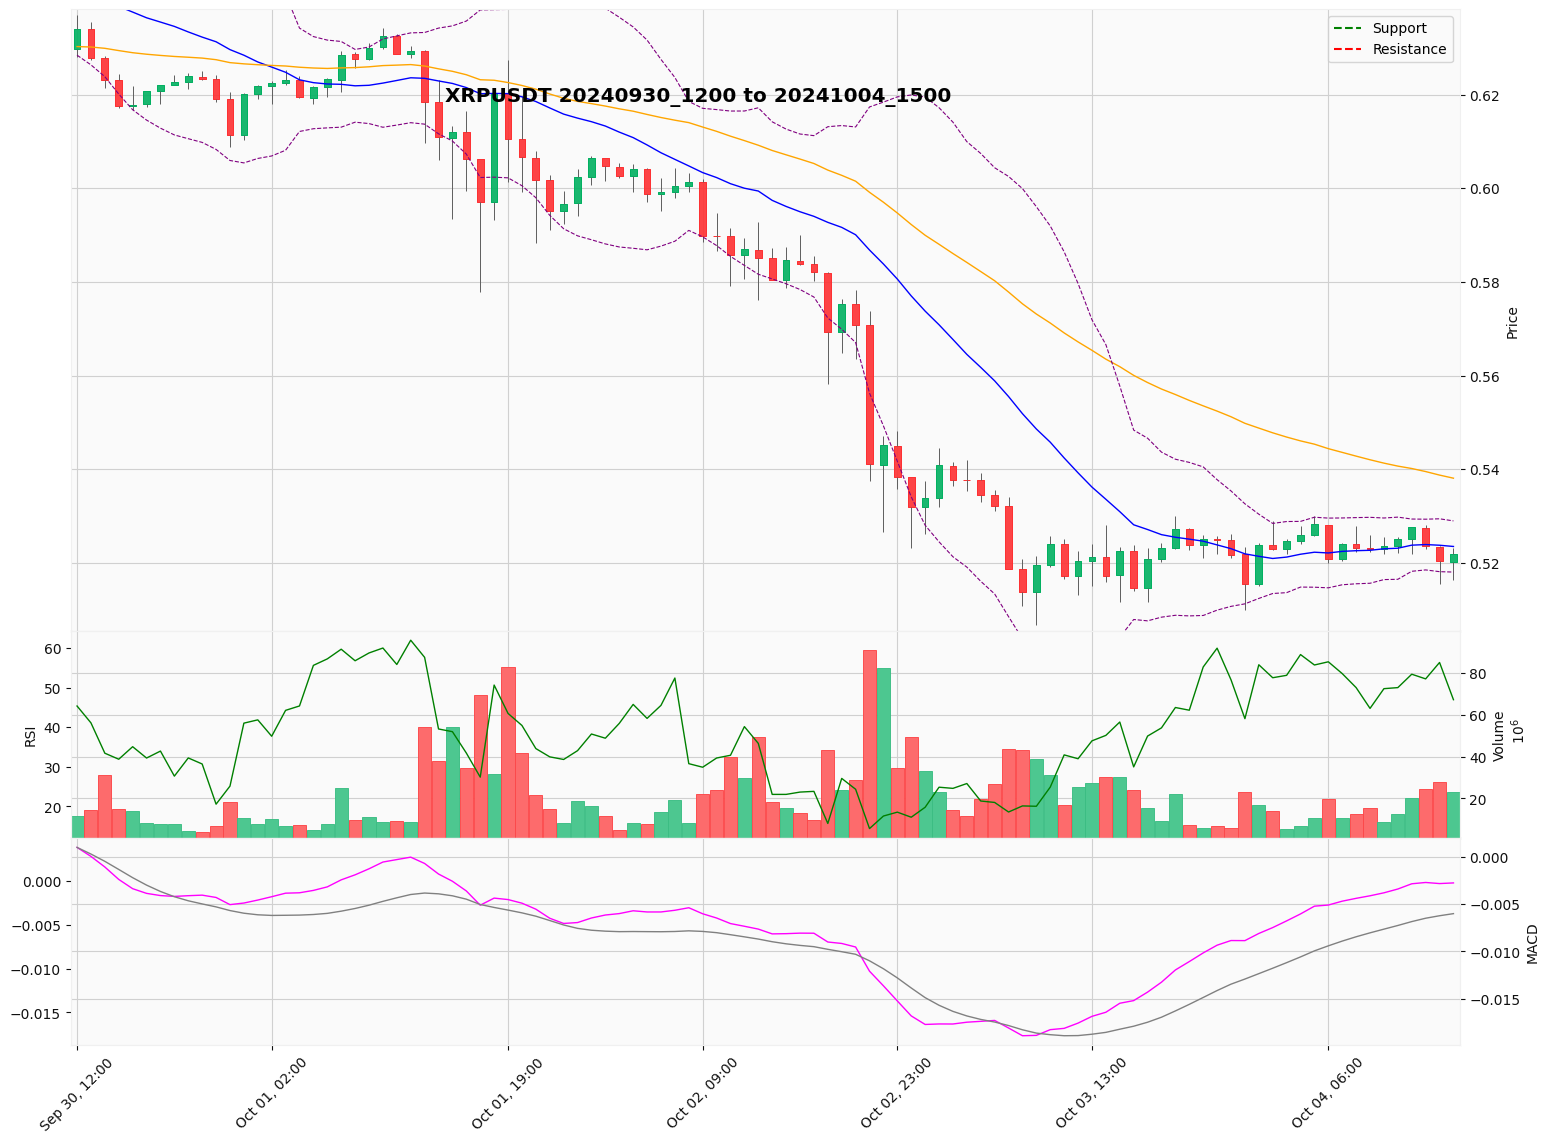 Support
Resistance
XRPUSDT 20240930_1200 to 20241004_1500
0.62
0.60
0.58
0.56
0.54
0.52
Price
60
50
40
30
20
RSI
80
60
40
20
Volume
10^6
0.000
−0.005
−0.010
−0.015
0.000
−0.005
−0.010
−0.015
MACD
Sep 30, 12:00
Oct 01, 02:00
Oct 01, 19:00
Oct 02, 09:00
Oct 02, 23:00
Oct 03, 13:00
Oct 04, 06:00